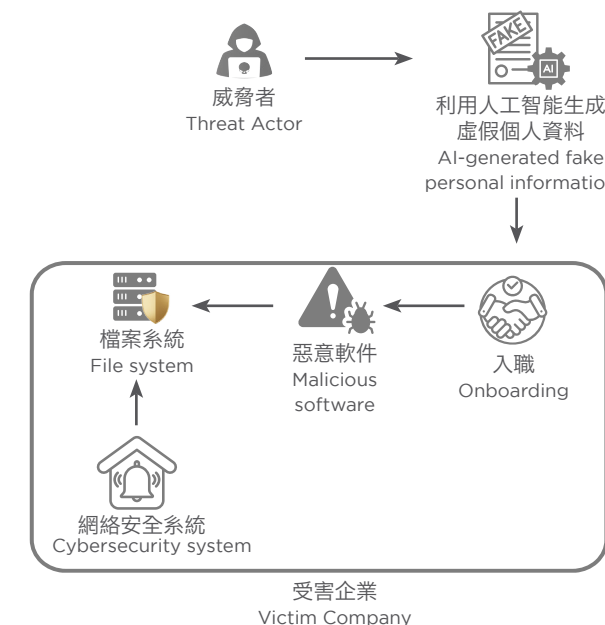 FAKE
AI
威脅者
Threat Actor
利用人工智能生成
虛假個人資料
AI-generated fake
personal informatio
檔案系統
File system
惡意軟件
Malicious
software
入職
Onboarding
網絡安全系統
Cybersecurity system
受害企業
Victim Company